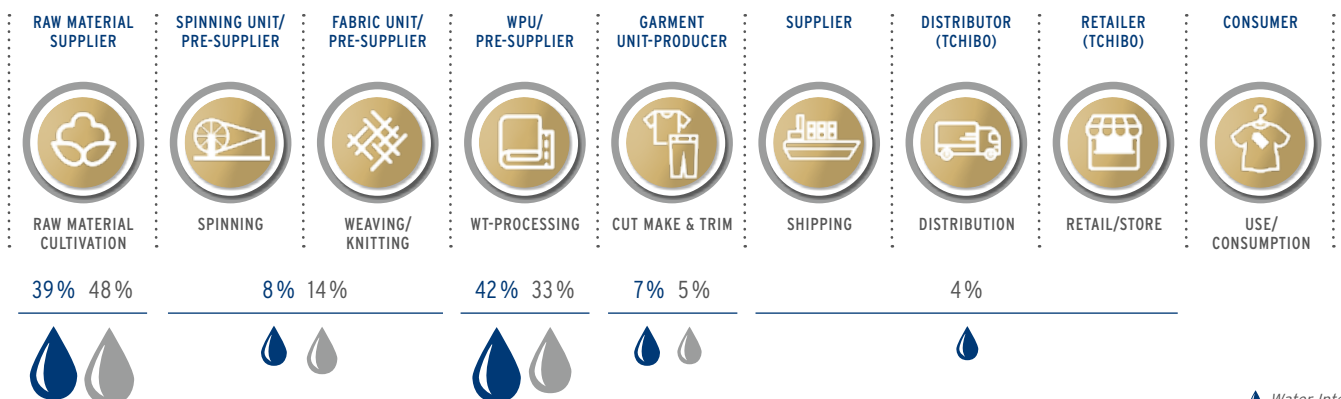 RAW MATERIAL
SUPPLIER
SPINNING UNIT/
PRE-SUPPLIER
FABRIC UNIT/
PRE-SUPPLIER
WPU/
PRE-SUPPLIER
GARMENT
UNIT-PRODUCER
SUPPLIER
DISTRIBUTOR
(TCHIBO)
RETAILER
(TCHIBO)
CONSUMER
RAW MATERIAL
CULTIVATION
SPINNING
WEAVING/
KNITTING
WT-PROCESSING
CUT MAKE & TRIM
SHIPPING
DISTRIBUTION
RETAIL/STORE
USE/
CONSUMPTION
39% 48%
8% 14%
42% 33%
7% 5%
4%
Water